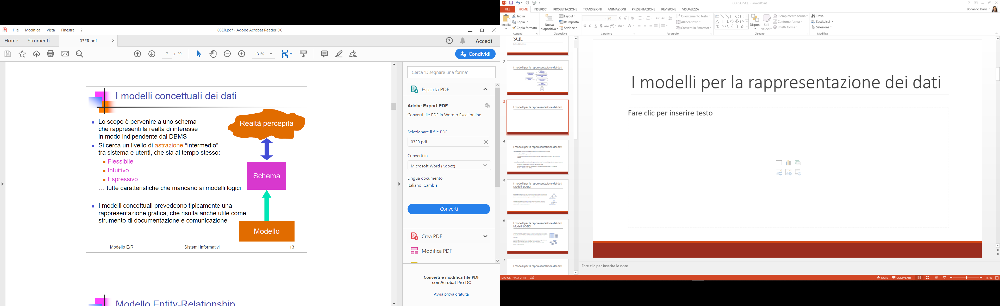 File Modifica Vista Finestra ?
03ER.pdf - Adobe Acrobat Reader DC
Home Strumenti 03ER.pdf × Accedi
7 / 39 131% Condividi
I modelli concettuali dei dati
Lo scopo è pervenire a uno schema
che rappresenti la realtà di interesse
in modo indipendente dal DBMS
Si cerca un livello di astrazione “intermedio”
tra sistema e utenti, che sia al tempo stesso:
Flessibile
Intuitivo
Espressivo
… tutte caratteristiche che mancano ai modelli logici
I modelli concettuali prevedeono tipicamente una
rappresentazione grafica, che risulta anche utile come
strumento di documentazione e comunicazione
Realtà percepita
Schema
Modello
Modello E/R Sistemi Informativi 13
Modello Entity-Relationship
Cerca 'Disegnare una forma'
Esporta PDF
Adobe Export PDF
Converti file PDF in Word o Excel online
Selezionare il file PDF
03ER.pdf
Converti in
Microsoft Word (*.docx)
Lingua documento:
Italiano Cambia
Converti
Crea PDF
Modifica PDF
Converti e modifica file PDF
con Acrobat Pro DC
Avvia prova gratuita
CORSO SQL - PowerPoint
FILE HOME INSERISCI PROGETTAZIONE TRANSIZIONI ANIMAZIONI PRESENTAZIONE REVISIONE VISUALIZZA
Bonanno Daria
Incolla
Taglia
Copia
Copia formato
Appunti
Nuova
diapositiva
Layout
Reimposta
Sezione
Diapositive
20
Carattere
Orientamento testo
Allinea testo
Converti in SmartArt
Paragrafo
Disponi
Stili
veloci
Riempimento forma
Contorno forma
Effetti forma
Disegno
Trova
Sostituisci
Seleziona
Modifica
SQL
DARIA BONANNO
2
I modelli per la rappresentazione dei dati
3
I modelli per la rappresentazione dei dati
4
I modelli per la rappresentazione dei dati
5
I modelli per la rappresentazione dei dati
Modelli LOGICI
6
I modelli per la rappresentazione dei dati
Modelli LOGICI
7
I modelli per la rappresentazione dei dati
I modelli per la rappresentazione dei dati
Fare clic per inserire testo
Fare clic per inserire le note
DIAPOSITIVA 3 DI 15
NOTE COMMENTI 117%